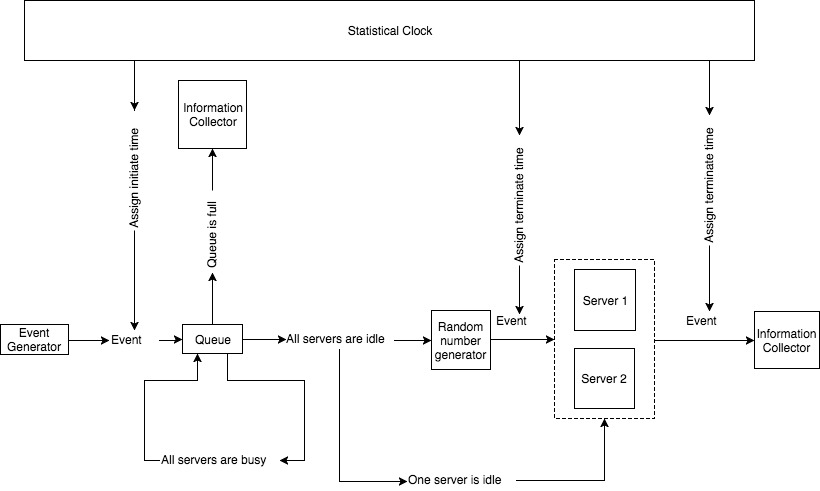 Statistical Clock
Information
Collector
Assign initiate time
Assign terminate time
Assign terminate time
Queue is full
Event
Generator
Event
Queue
All servers are idle
Random
number
generator
Event
Server 1
Server 2
Event
Information
Collector
All servers are busy
One server is idle